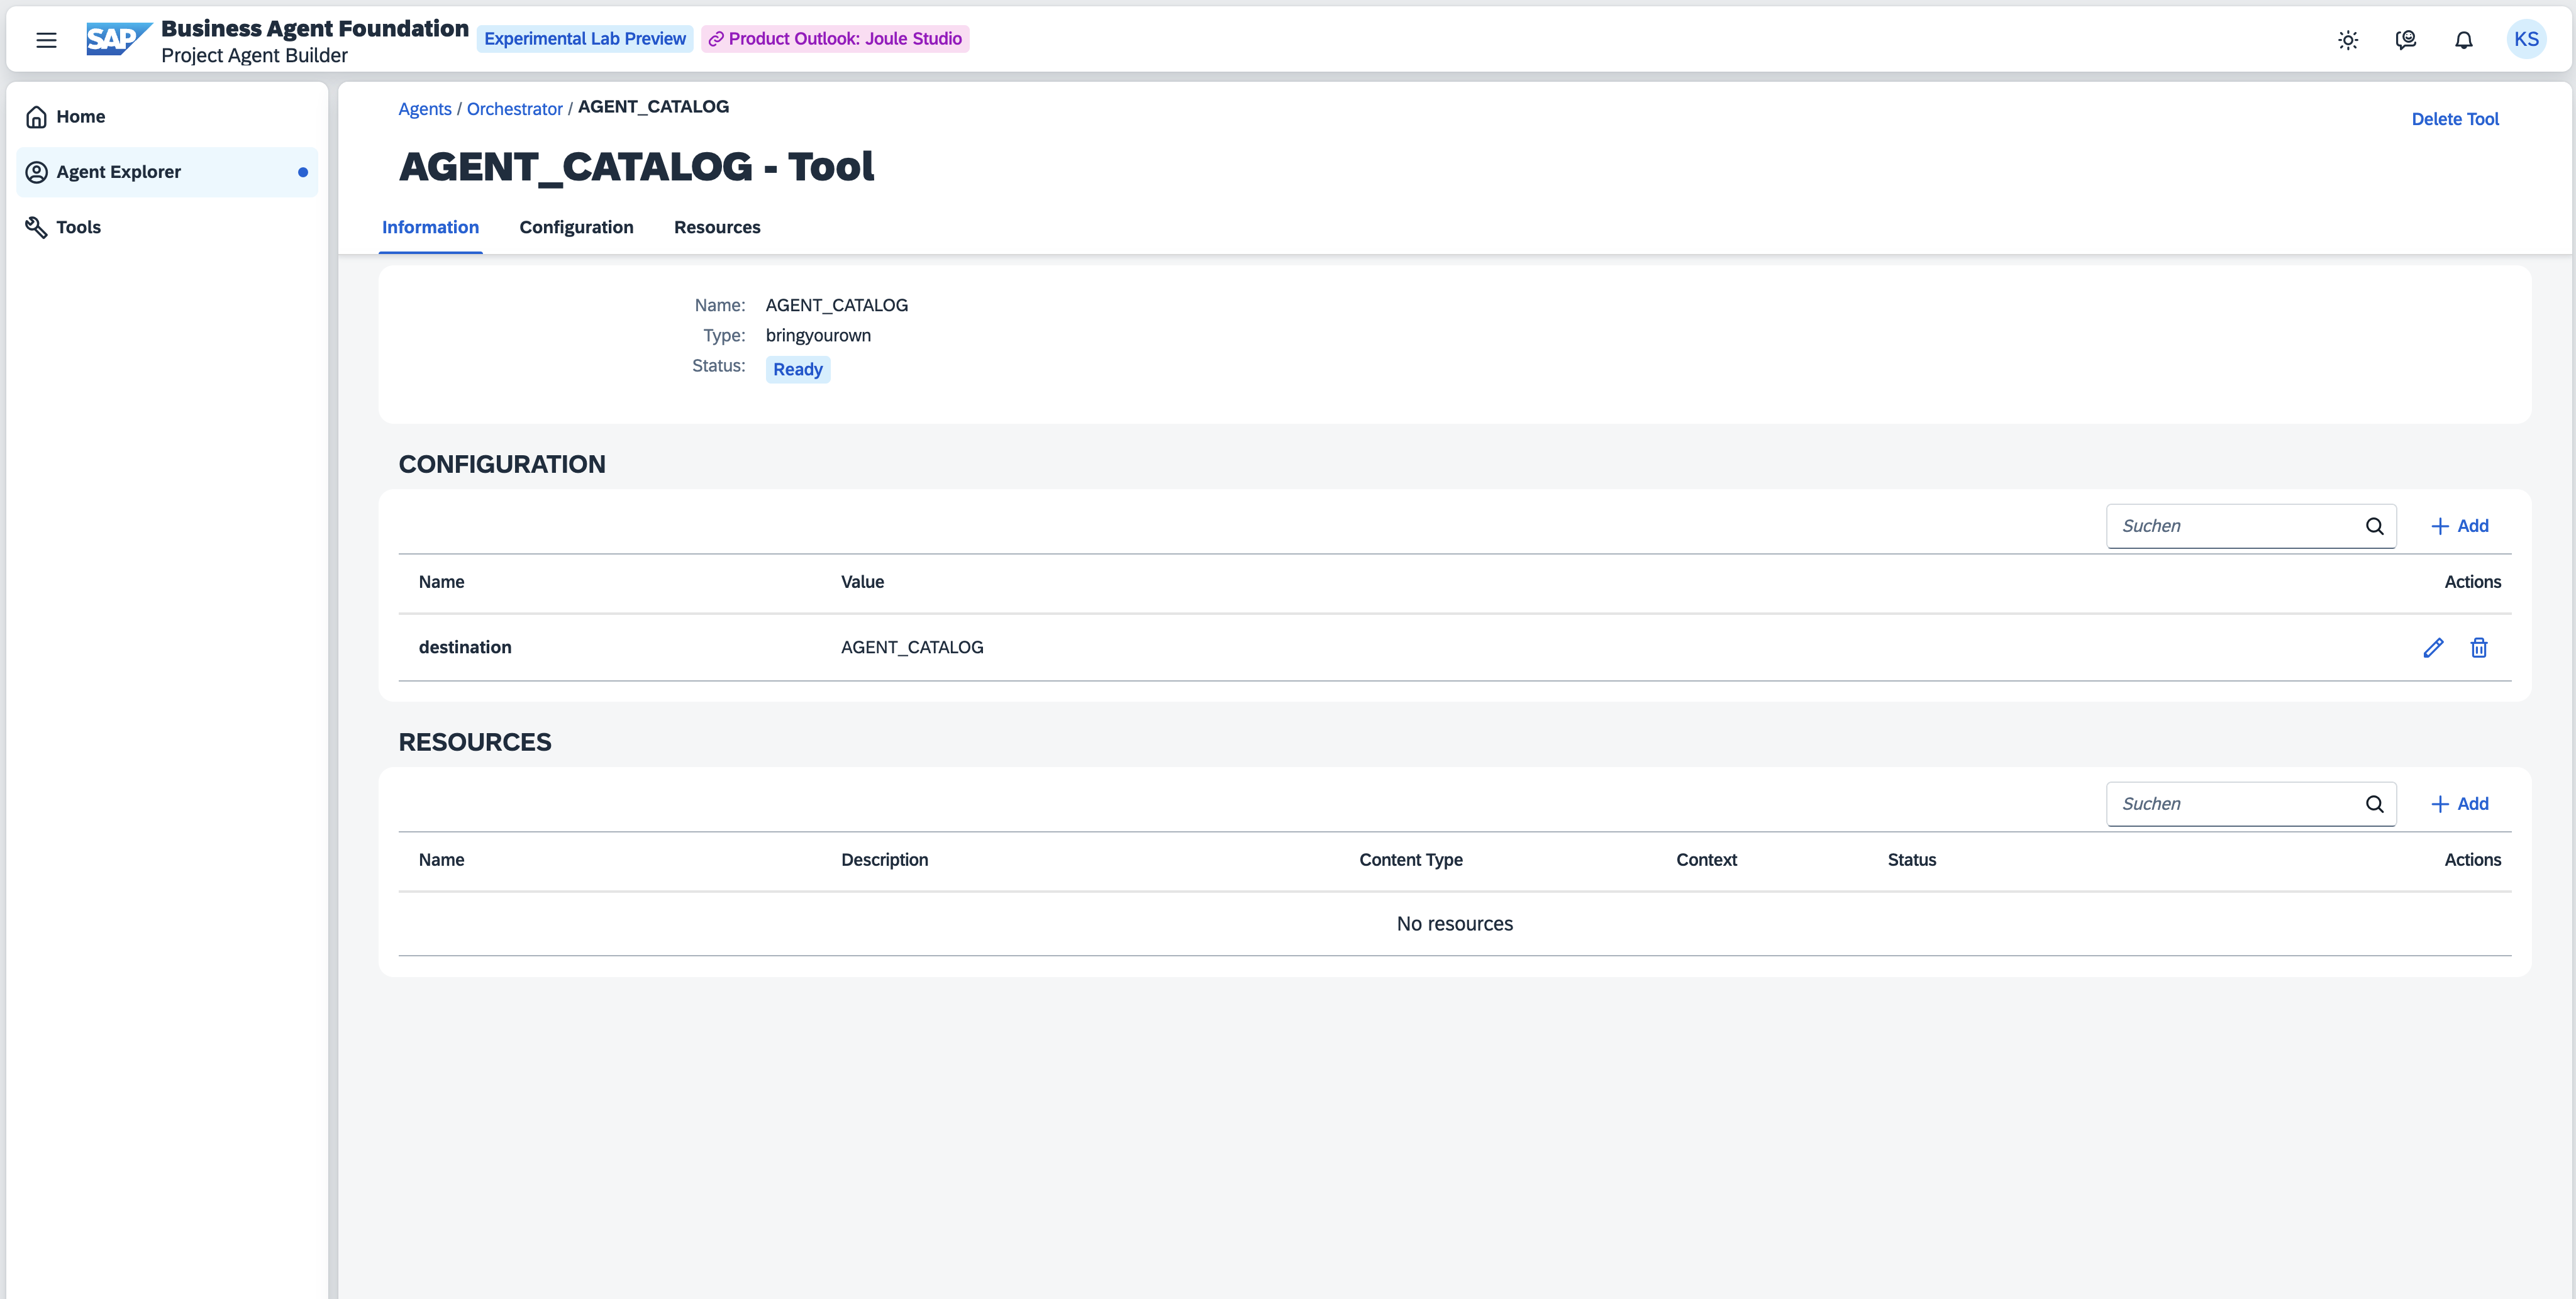 SAP
Business Agent Foundation
Project Agent Builder
Experimental Lab Preview
Product Outlook: Joule Studio
KS
Home
Agent Explorer
Tools
Agents / Orchestrator / AGENT_CATALOG
Delete Tool
AGENT_CATALOG - Tool
Information Configuration Resources
Name: AGENT_CATALOG
Type: bringyourown
Status: Ready
CONFIGURATION
Suchen Add
Name Value Actions
destination AGENT_CATALOG
RESOURCES
Suchen Add
Name Description Content Type Context Status Actions
No resources